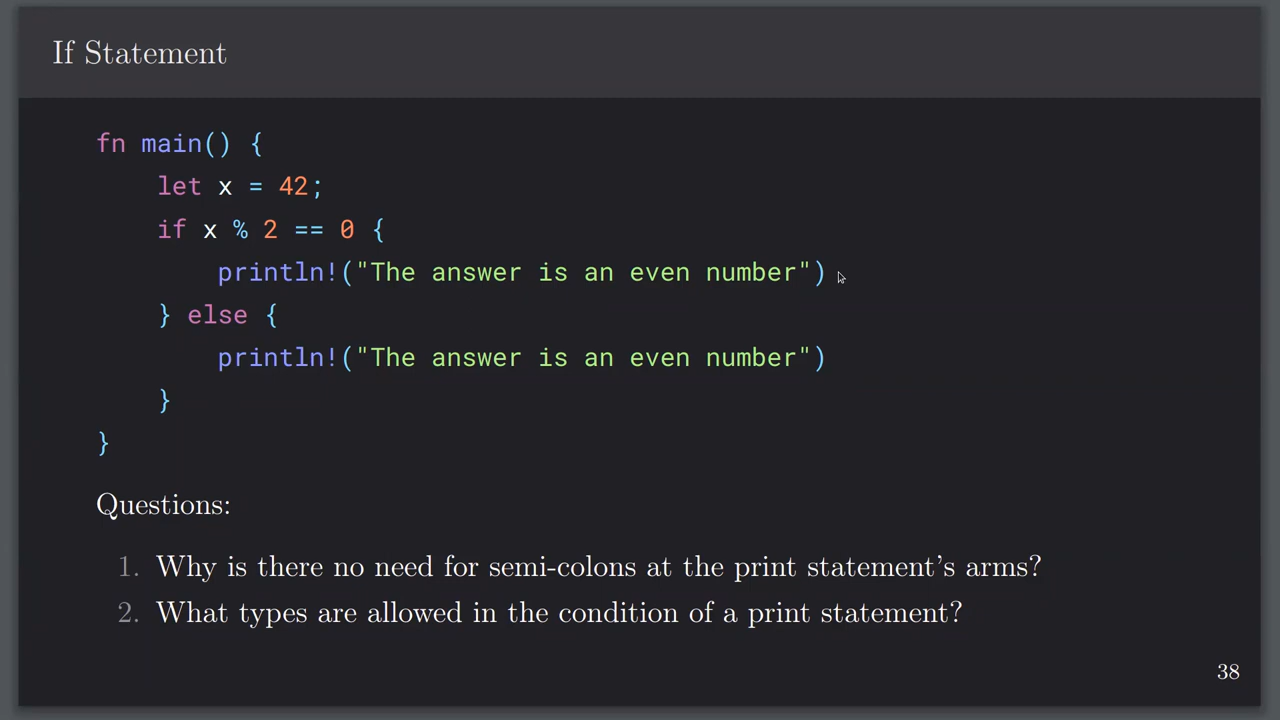 If Statement
fn main() {
    let x = 42;
    if x % 2 == 0 {
        println!("The answer is an even number")
    } else {
        println!("The answer is an even number")
    }
}
Questions:
1. Why is there no need for semi-colons at the print statement's arms?
2. What types are allowed in the condition of a print statement?
38